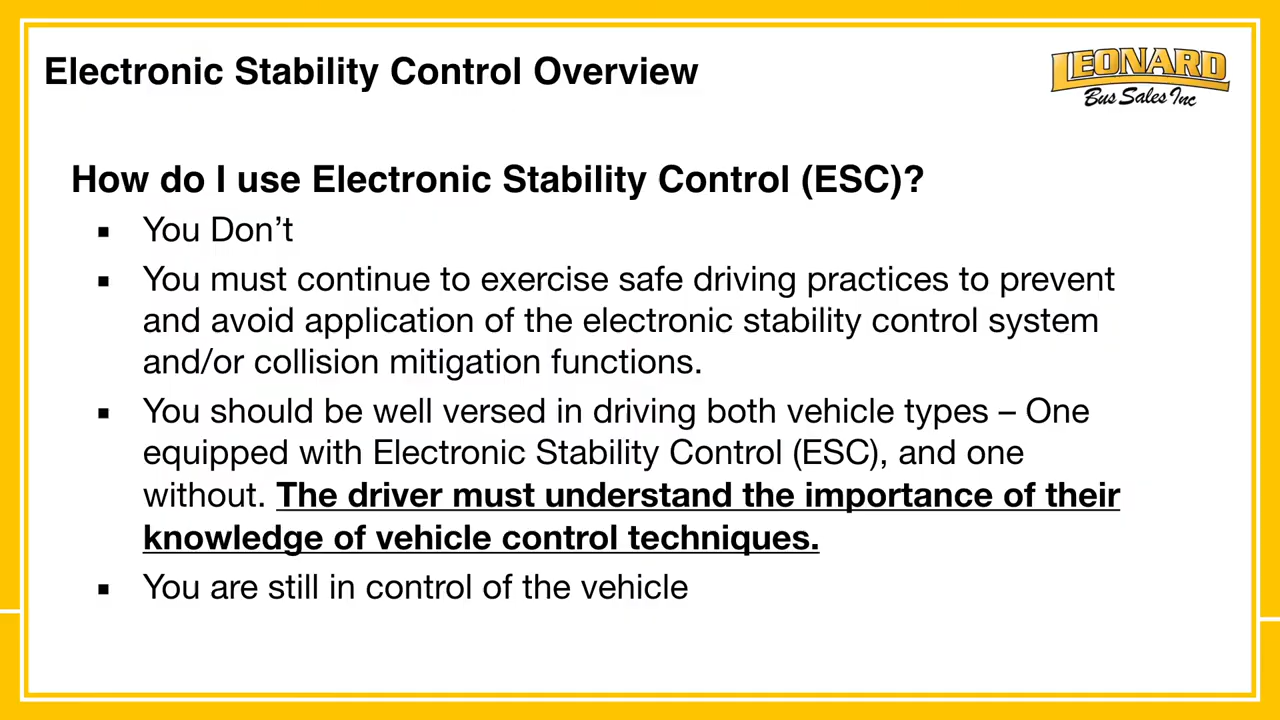 Electronic Stability Control Overview
LEONARD
Bus Sales Inc
How do I use Electronic Stability Control (ESC)?
▪ You Don’t
▪ You must continue to exercise safe driving practices to prevent
and avoid application of the electronic stability control system
and/or collision mitigation functions.
▪ You should be well versed in driving both vehicle types – One
equipped with Electronic Stability Control (ESC), and one
without. The driver must understand the importance of their
knowledge of vehicle control techniques.
▪ You are still in control of the vehicle